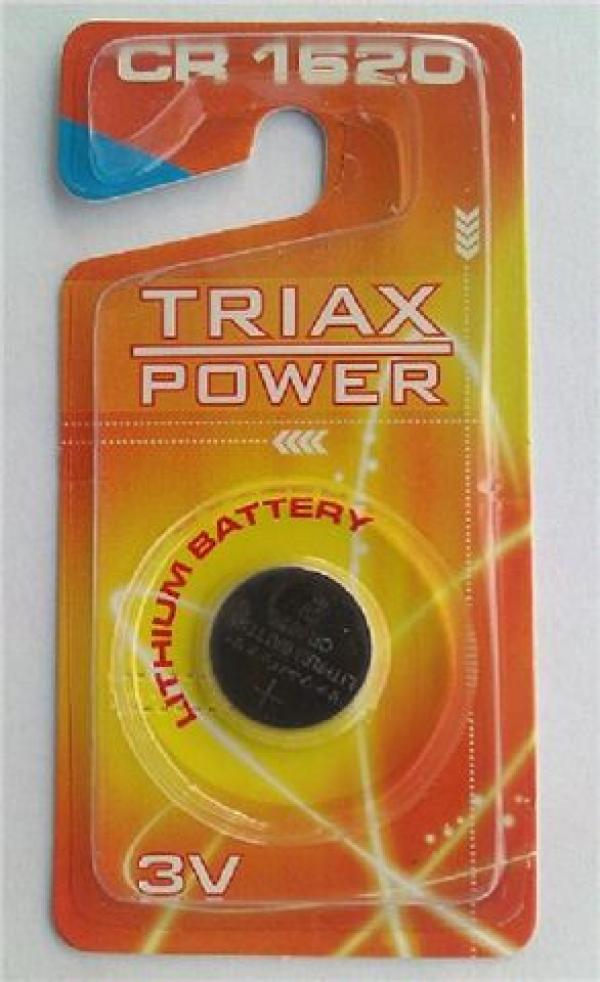 CR 1620
TRIAX
POWER
LITHIUM BATTERY
3V
+